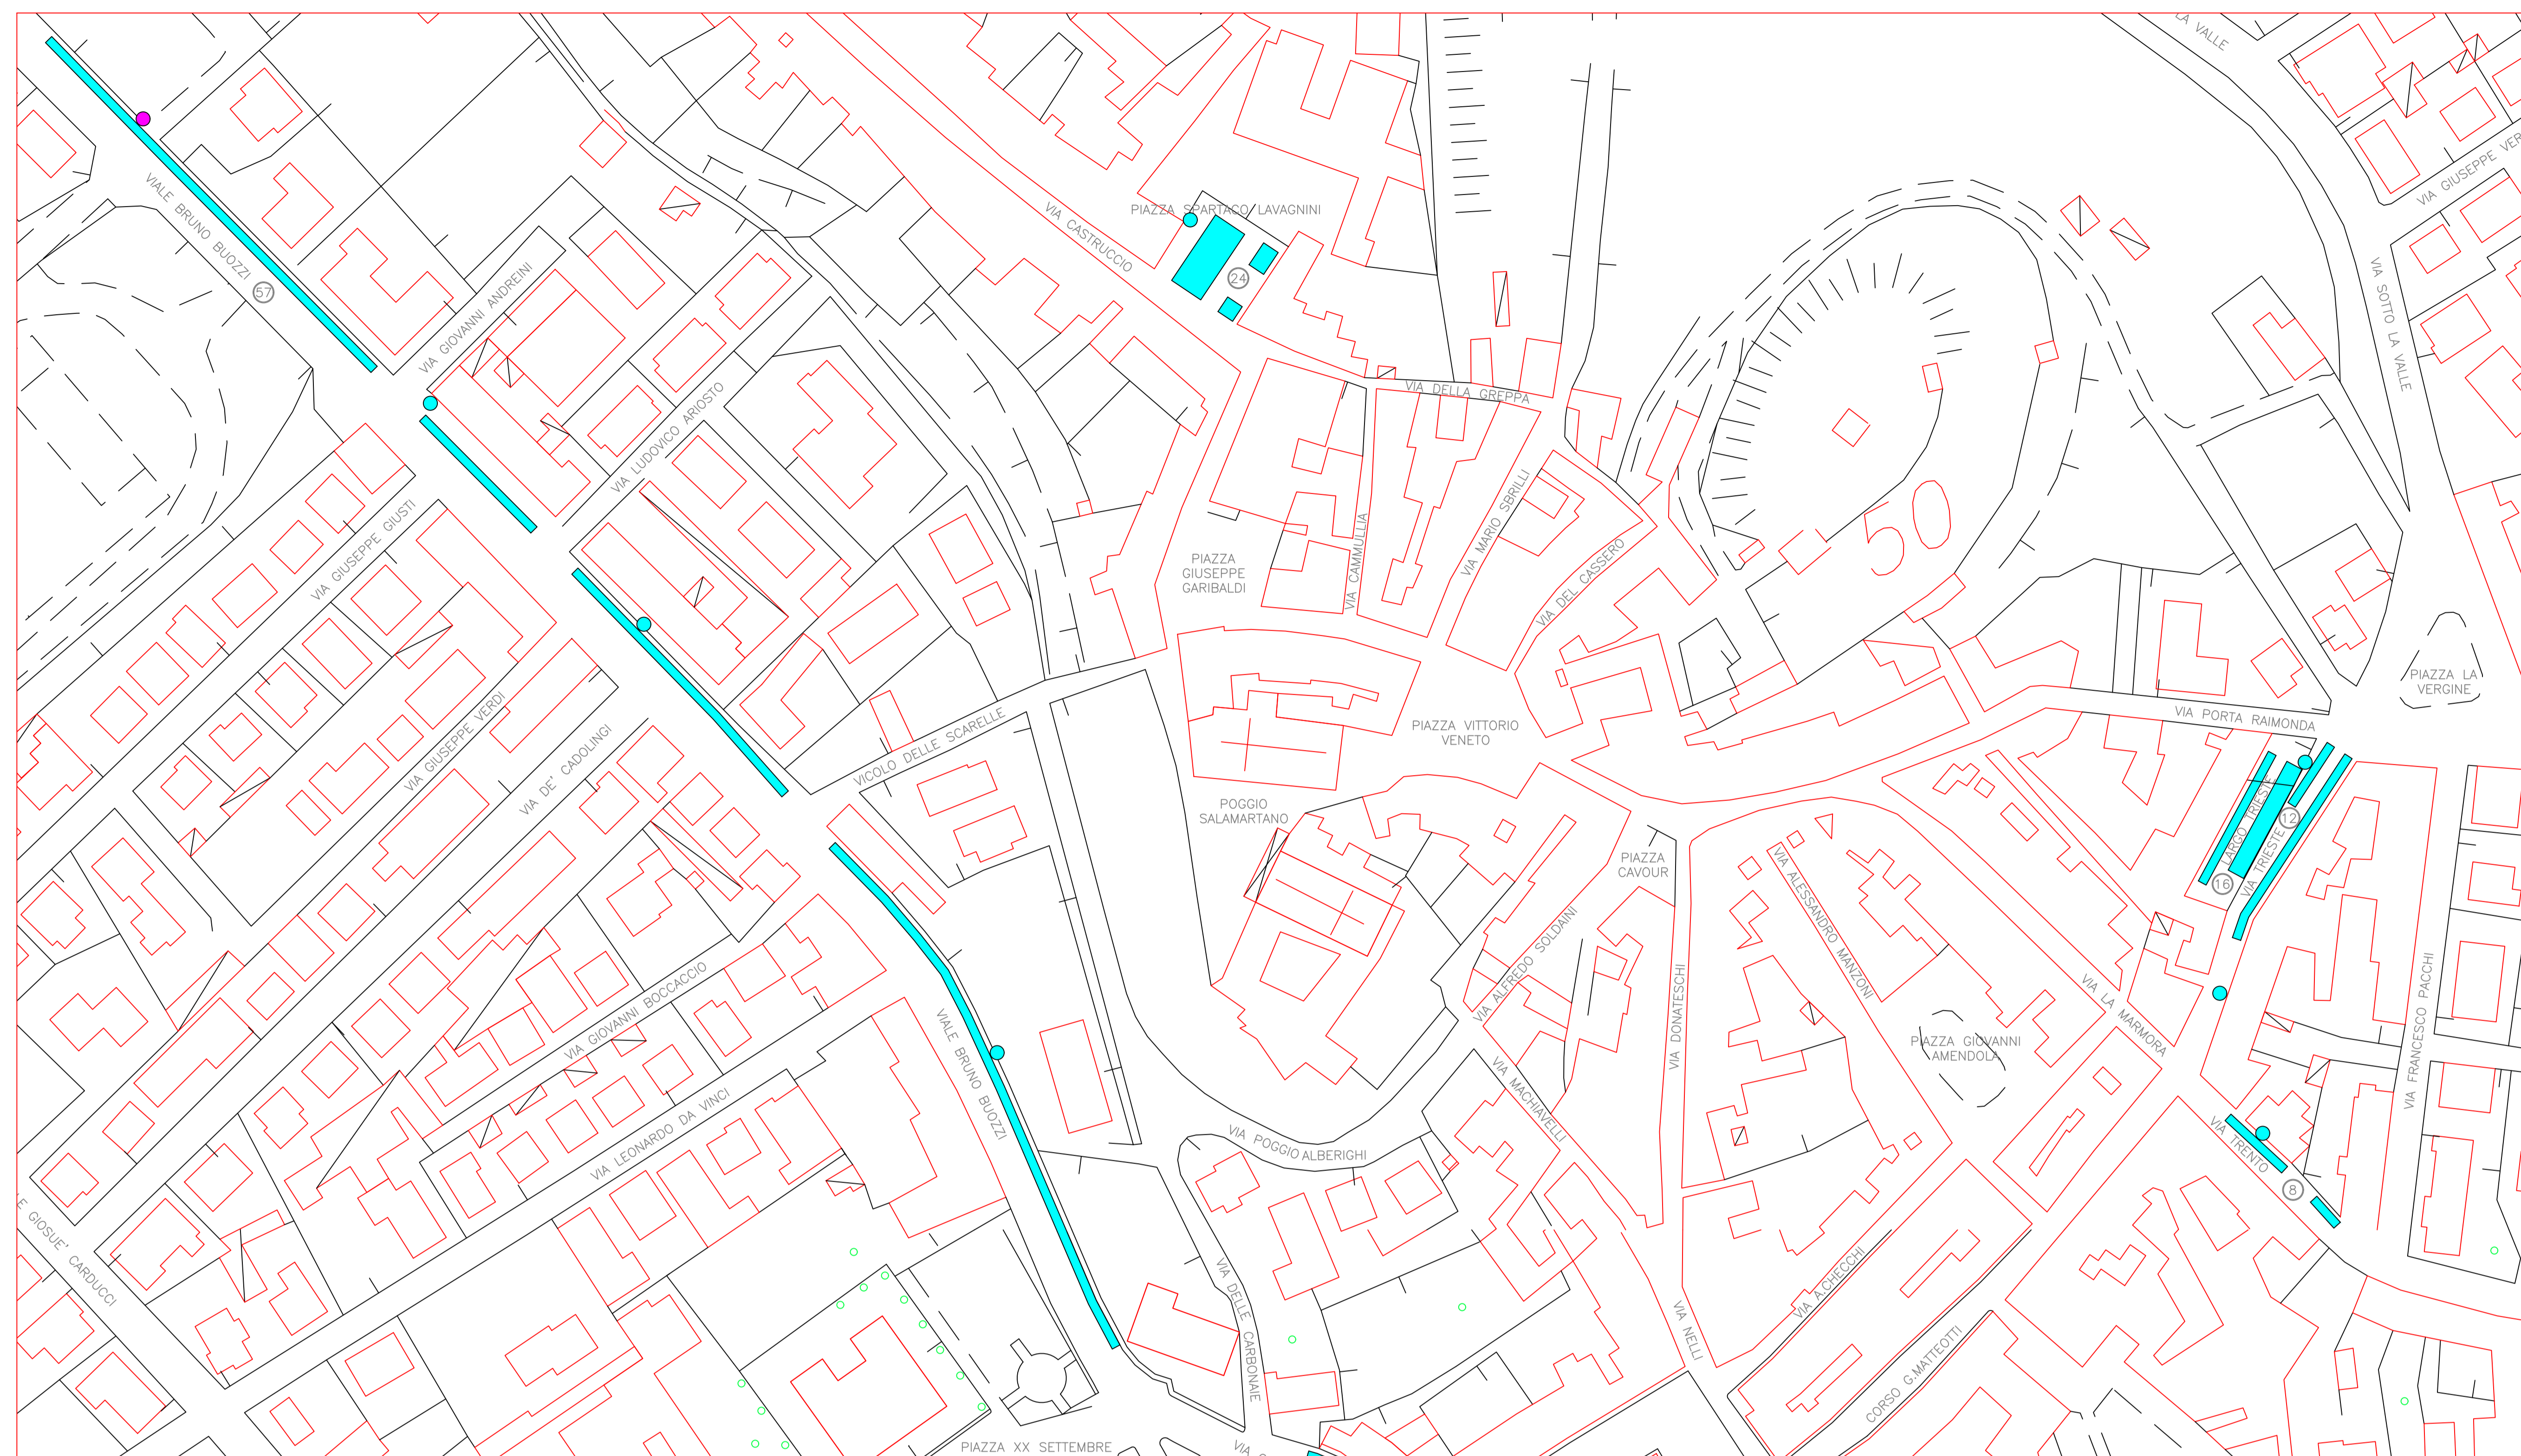 LA VALLE
VIA GIUSEPPE VER
VIALE BRUNO BUOZZI
57
VIA GIOVANNI ANDREINI
VIA CASTRUCCIO
PIAZZA SPARTACO LAVAGNINI
24
VIA SOTTO LA VALLE
VIA DELLA GREPPA
VIA LUDOVICO ARIOSTO
VIA GIUSEPPE GIUSTI
PIAZZA
GIUSEPPE
GARIBALDI
VIA CAMMULLIA
VIA MARIO SBRILLI
VIA DEL CASSERO
50
PIAZZA LA
VERGINE
VIA PORTA RAIMONDA
VIA GIUSEPPE VERDI
VIA DE' CADOLINGI
VICOLO DELLE SCARELLE
PIAZZA VITTORIO
VENETO
POGGIO
SALAMARTANO
PIAZZA
CAVOUR
LARGO TRIESTE
VIA TRIESTE
12
16
VIA ALESSANDRO MANZONI
VIA ALFREDO SOLDAINI
VIA DONATESCHI
VIA LA MARMORA
VIA FRANCESCO PACCHI
VIA GIOVANNI BOCCACCIO
VIALE BRUNO BUOZZI
PIAZZA GIOVANNI
AMENDOLA
VIA MACHIAVELLI
VIA LEONARDO DA VINCI
VIA POGGIO ALBERIGHI
VIA TRENTO
8
E GIOSUE' CARDUCCI
VIA DELLE CARBONAIE
VIA A.CHECCHI
VIA NELLI
CORSO G.MATTEOTTI
PIAZZA XX SETTEMBRE
VIA